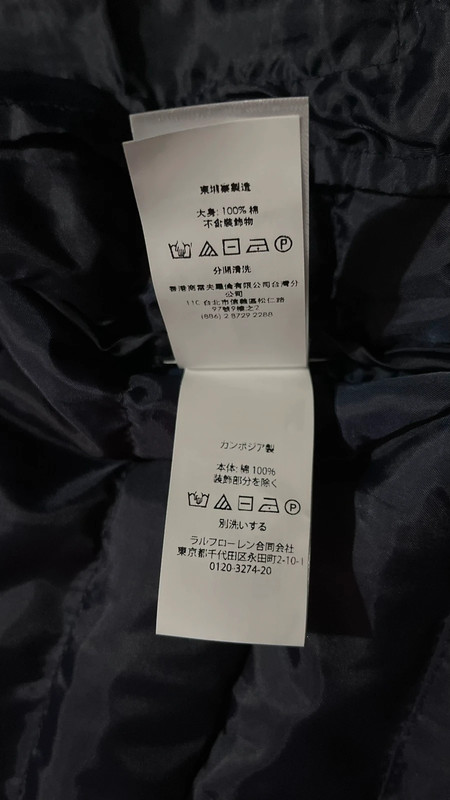 東埔寨製造
大身: 100% 棉
不包裝飾物
P
分開清洗
香港商雷夫羅倫有限公司台灣分
公司
110 台北市信義區松仁路
97號9樓之2
(886) 2 8729 2288
カンボジア製
本体: 綿 100%
装飾部分を除く
P
別洗いする
ラルフローレン合同会社
東京都千代田区永田町2-10-1
0120-3274-20